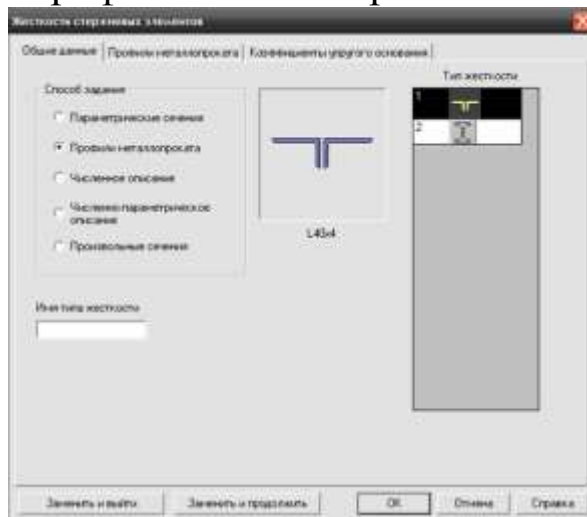 Жесткости стержневых элементов
Общие данные Профили металлопроката Коэффициенты упругого основания
Тип жесткости
Способ задания
Параметрические сечения
Профили металлопроката
Численное описание
Численно-параметрическое
описание
Произвольные сечения
1
2
Имя типа жесткости
Заменить и выйти Заменить и продолжить OK Отмена Справка